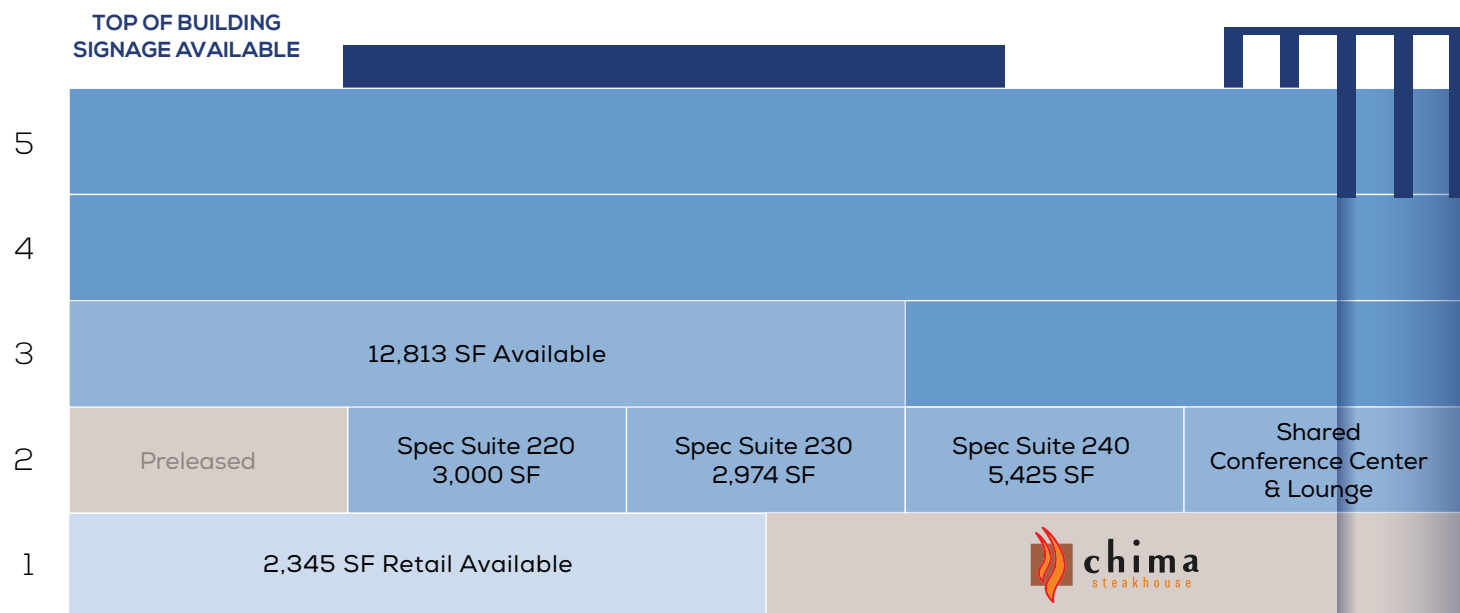 TOP OF BUILDING
SIGNAGE AVAILABLE
5
4
3
12,813 SF Available
2
Preleased
Spec Suite 220
3,000 SF
Spec Suite 230
2,974 SF
Spec Suite 240
5,425 SF
Shared
Conference Center
& Lounge
1
2,345 SF Retail Available
chima
steakhouse